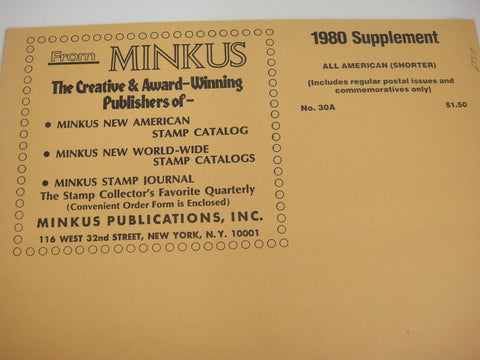 From MINKUS
The Creative & Award-Winning
Publishers of-
• MINKUS NEW AMERICAN
STAMP CATALOG
• MINKUS NEW WORLD-WIDE
STAMP CATALOGS
• MINKUS STAMP JOURNAL
The Stamp Collector's Favorite Quarterly
(Convenient Order Form is Enclosed)
MINKUS PUBLICATIONS, INC.
116 WEST 32nd STREET, NEW YORK, N.Y. 10001
1980 Supplement
ALL AMERICAN (SHORTER)
(Includes regular postal issues and
commemoratives only)
No. 30A $1.50